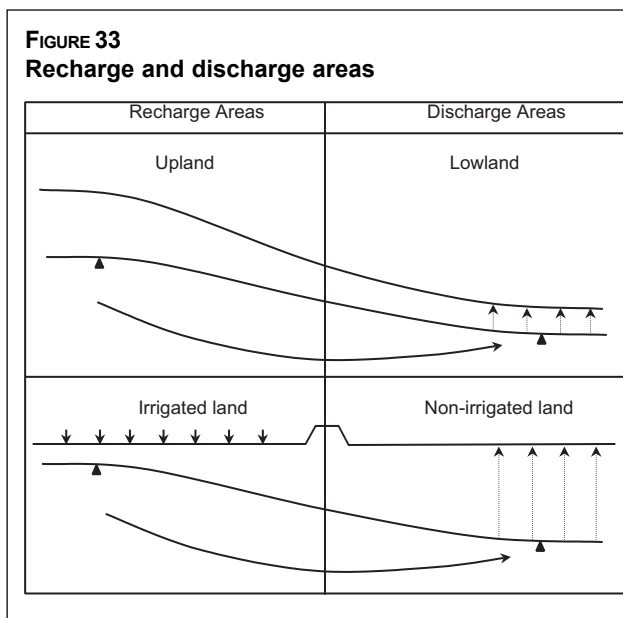 FIGURE 33
Recharge and discharge areas
Recharge Areas
Discharge Areas
Upland
Lowland
Irrigated land
Non-irrigated land